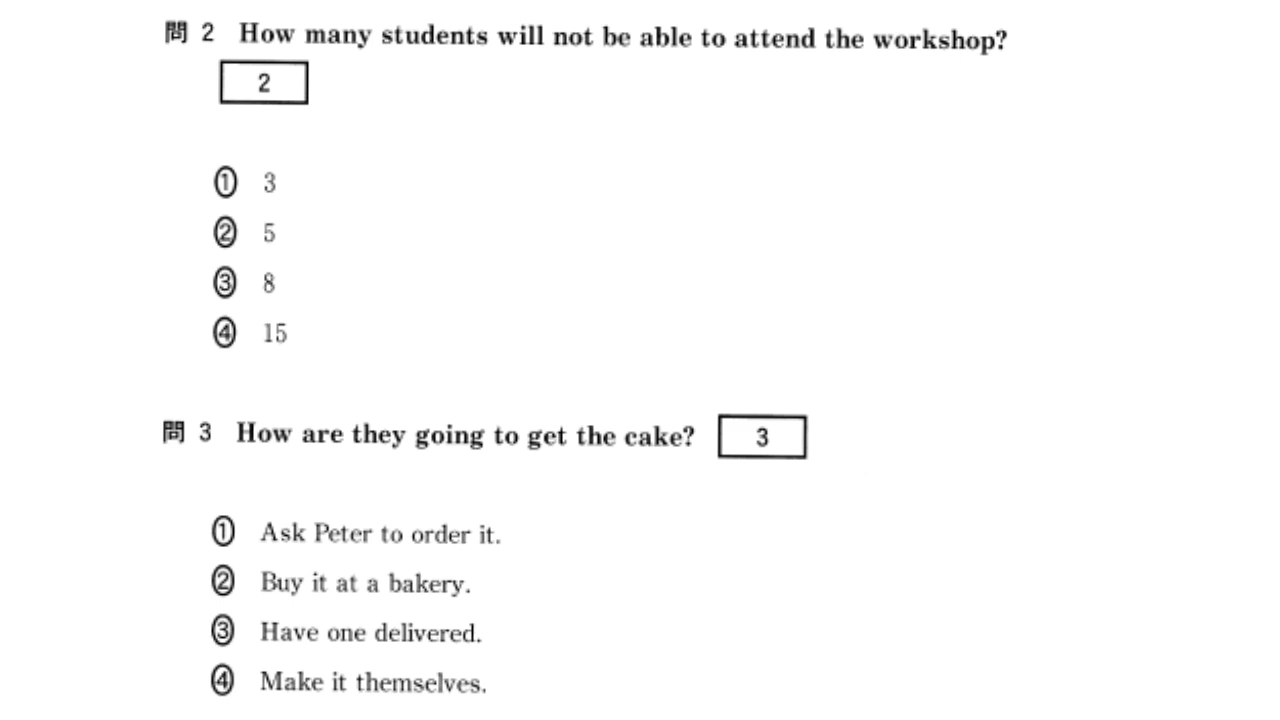 問 2 How many students will not be able to attend the workshop?
2
① 3
② 5
③ 8
④ 15
問 3 How are they going to get the cake? 3
① Ask Peter to order it.
② Buy it at a bakery.
③ Have one delivered.
④ Make it themselves.